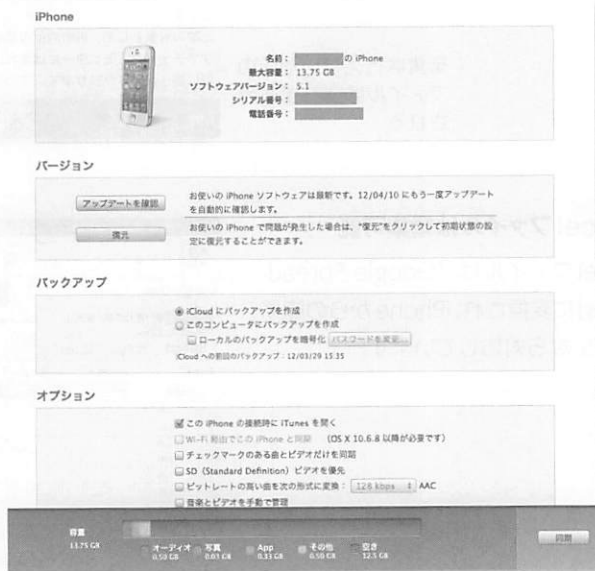 iPhone
名前： の iPhone
最大容量： 13.75 GB
ソフトウェアバージョン： 5.1
シリアル番号：
電話番号：
バージョン
アップデートを確認
お使いの iPhone ソフトウェアは最新です。12/04/10 にもう一度アップデート
を自動的に確認します。
復元
お使いの iPhone で問題が発生した場合は、"復元"をクリックして初期状態の設
定に復元することができます。
バックアップ
iCloud にバックアップを作成
このコンピュータにバックアップを作成
ローカルのバックアップを暗号化 パスワードを変更...
iCloud への前回のバックアップ：12/03/29 15:35
オプション
この iPhone の接続時に iTunes を開く
Wi-Fi 経由でこの iPhone と同期 （OS X 10.6.8 以降が必要です）
チェックマークのある曲とビデオだけを同期
SD（Standard Definition）ビデオを優先
ビットレートの高い曲を次の形式に変換： 128 kbps AAC
音楽とビデオを手動で管理
容量
13.75 GB
オーディオ 写真 App その他 空き
0.50 GB 0.03 GB 0.33 GB 0.50 GB 12.5 GB
同期